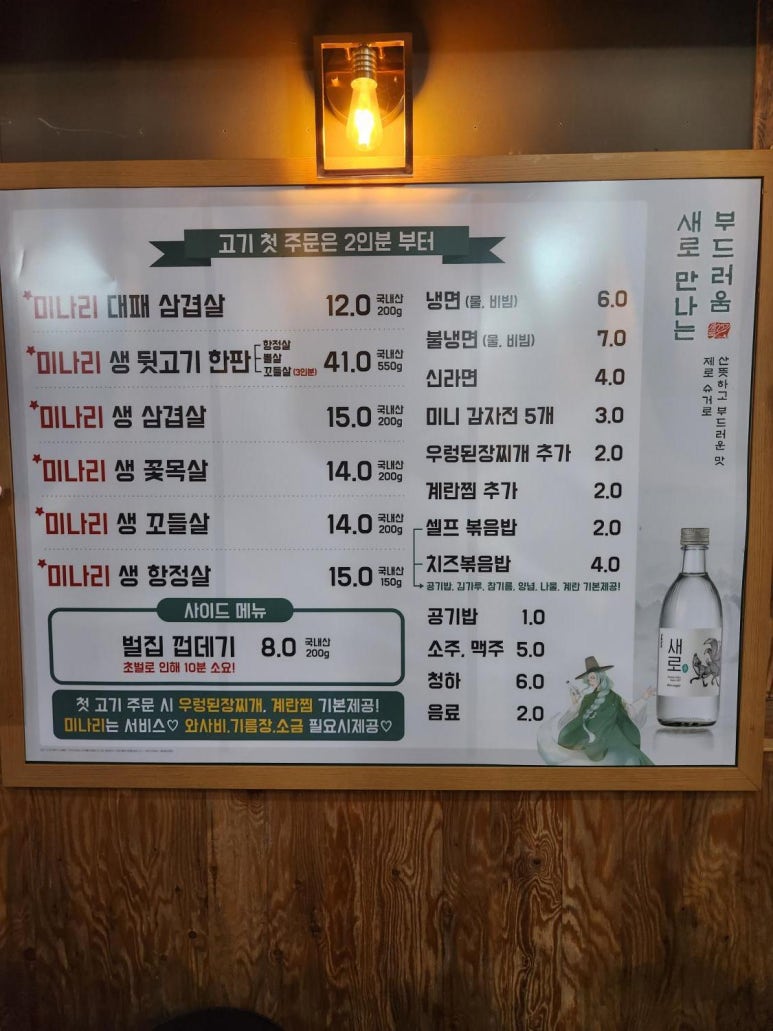 고기 첫 주문은 2인분 부터
미나리 대패 삼겹살 12.0 국내산 200g
미나리 생 뒷고기 한판 항정살 볼살 꼬들살 (3인분) 41.0 국내산 550g
미나리 생 삼겹살 15.0 국내산 200g
미나리 생 꽃목살 14.0 국내산 200g
미나리 생 꼬들살 14.0 국내산 200g
미나리 생 항정살 15.0 국내산 150g
사이드 메뉴
벌집 껍데기 8.0 국내산 200g
초벌로 인해 10분 소요!
첫 고기 주문 시 우렁된장찌개, 계란찜 기본제공!
미나리는 서비스♡ 와사비.기름장.소금 필요시제공♡
냉면 (물, 비빔) 6.0
불냉면 (물, 비빔) 7.0
신라면 4.0
미니 감자전 5개 3.0
우렁된장찌개 추가 2.0
계란찜 추가 2.0
셀프 볶음밥 2.0
치즈볶음밥 4.0
공기밥, 김가루, 참기름, 양념, 나물, 계란 기본제공!
공기밥 1.0
소주, 맥주 5.0
청하 6.0
음료 2.0
부드러움
새로 만나는
산뜻하고 부드러운 맛
제로 슈거로
새로